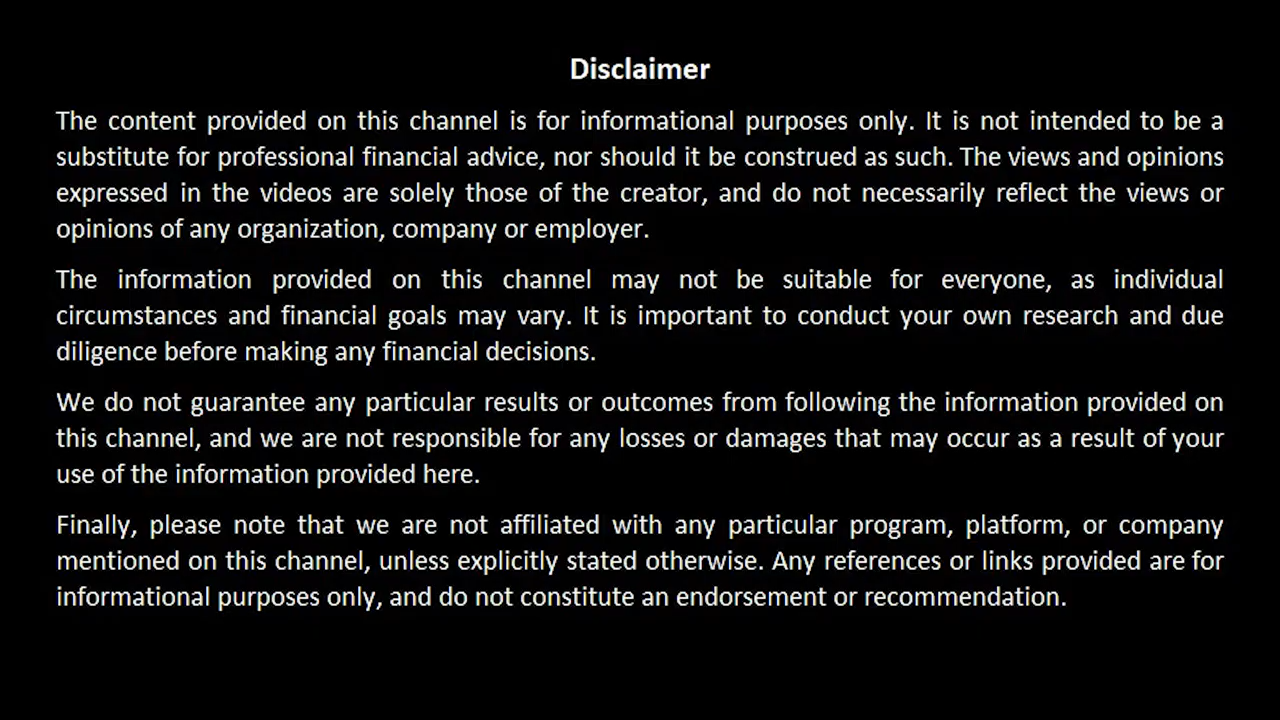 Disclaimer
The content provided on this channel is for informational purposes only. It is not intended to be a
substitute for professional financial advice, nor should it be construed as such. The views and opinions
expressed in the videos are solely those of the creator, and do not necessarily reflect the views or
opinions of any organization, company or employer.
The information provided on this channel may not be suitable for everyone, as individual
circumstances and financial goals may vary. It is important to conduct your own research and due
diligence before making any financial decisions.
We do not guarantee any particular results or outcomes from following the information provided on
this channel, and we are not responsible for any losses or damages that may occur as a result of your
use of the information provided here.
Finally, please note that we are not affiliated with any particular program, platform, or company
mentioned on this channel, unless explicitly stated otherwise. Any references or links provided are for
informational purposes only, and do not constitute an endorsement or recommendation.